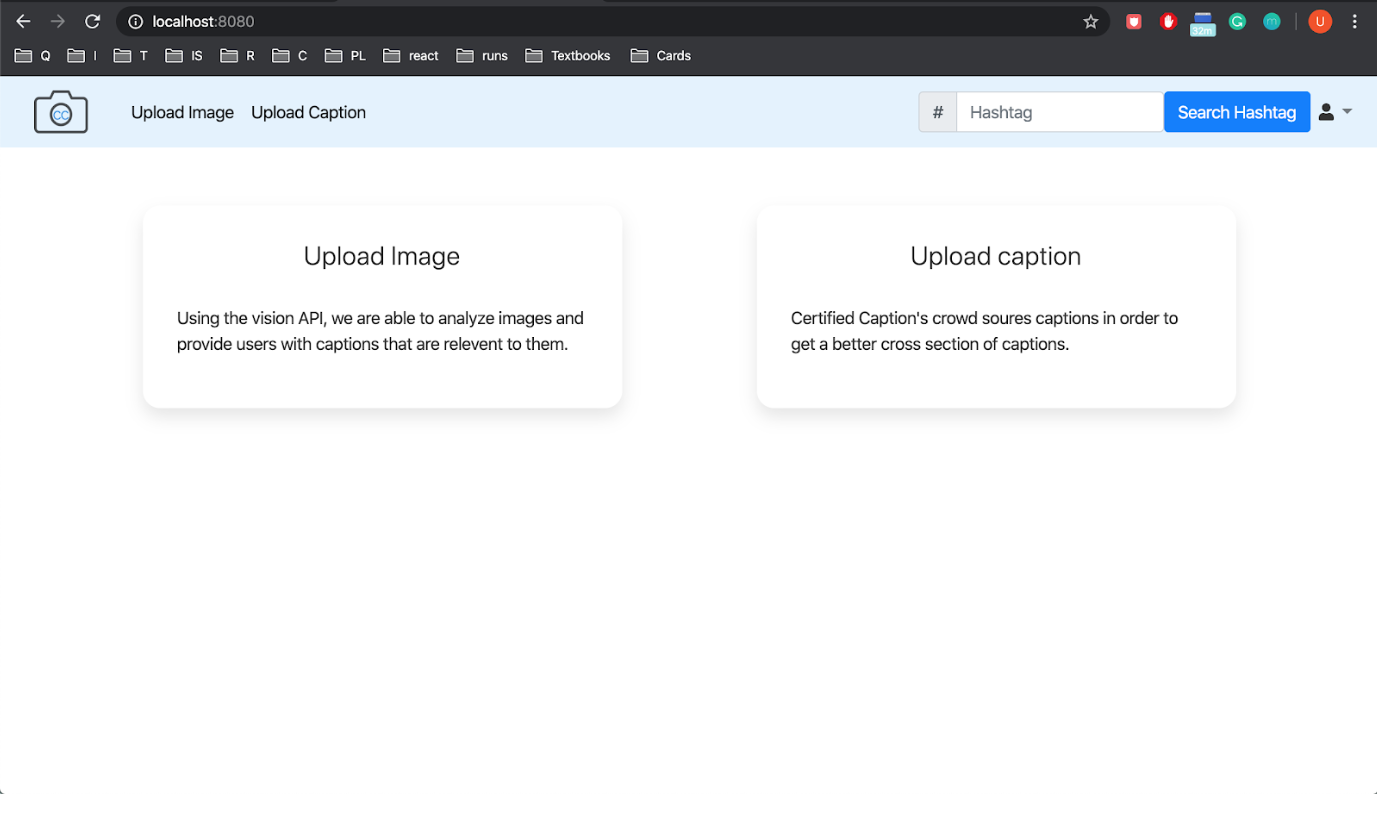 localhost:8080
32m
G
m
U
Q
I
T
IS
R
C
PL
react
runs
Textbooks
Cards
CC
Upload Image
Upload Caption
#
Hashtag
Search Hashtag
Upload Image
Using the vision API, we are able to analyze images and
provide users with captions that are relevent to them.
Upload caption
Certified Caption's crowd soures captions in order to
get a better cross section of captions.